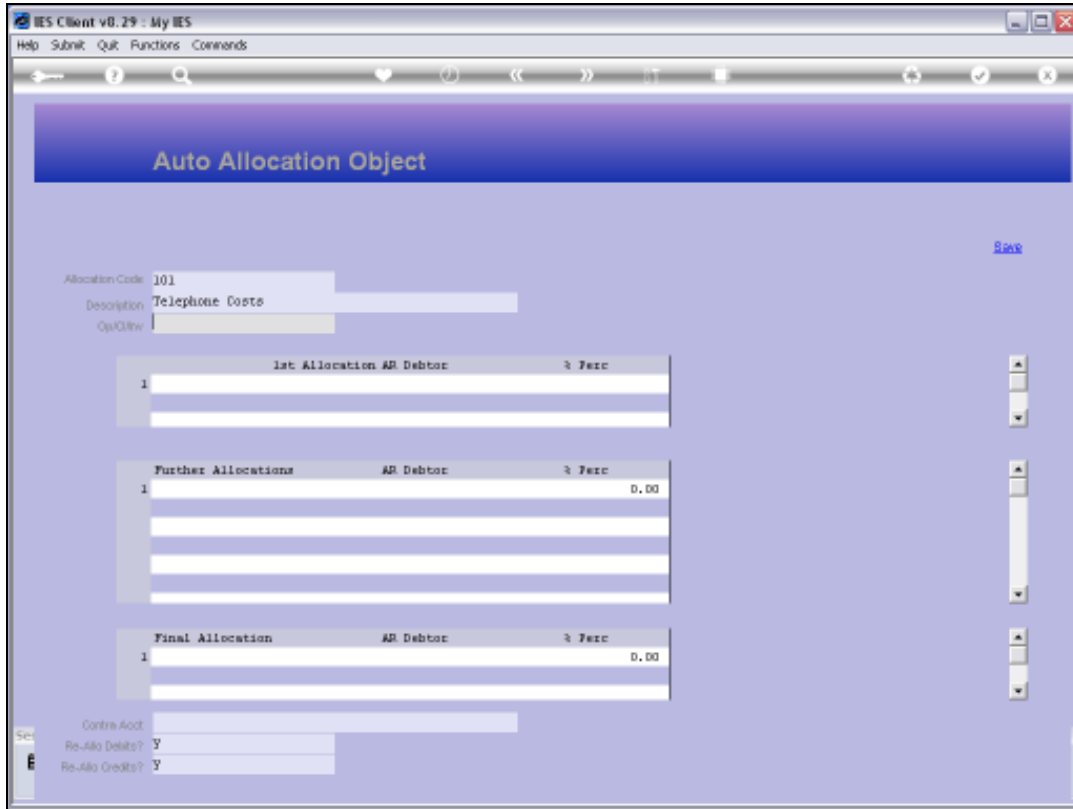 IES Client v8.29 : My IES
Help Submit Quit Functions Commands
Auto Allocation Object
Save
Allocation Code 101
Description Telephone Costs
Op/Cl/Inv
1st Allocation AR Debtor % Perc
1
Further Allocations AR Debtor % Perc
1 0.00
Final Allocation AR Debtor % Perc
1 0.00
Contra Acct
Re-Allo Debits? Y
Re-Allo Credits? Y